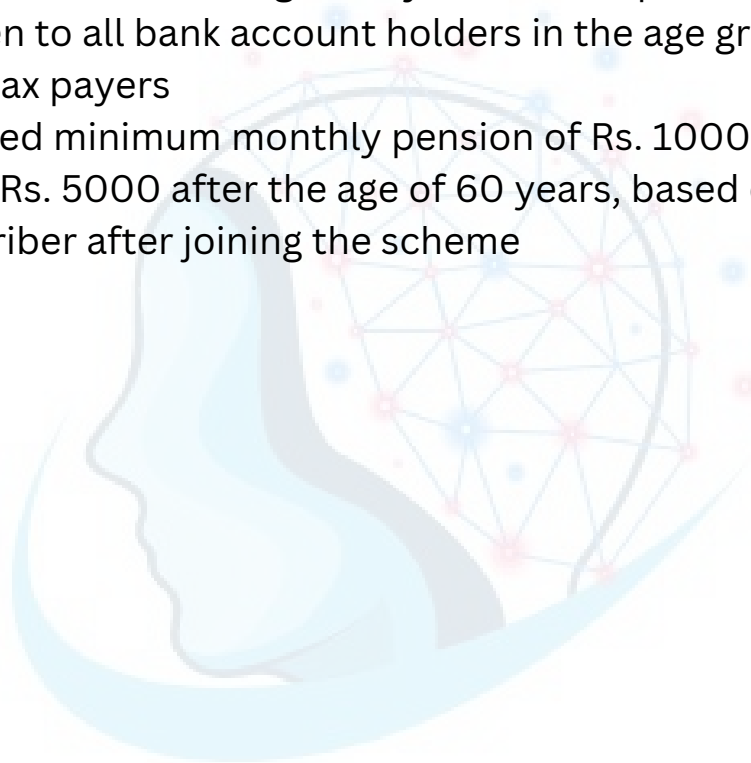 n to all bank account holders in the age gr
ax payers
ed minimum monthly pension of Rs. 1000
Rs. 5000 after the age of 60 years, based
riber after joining the scheme